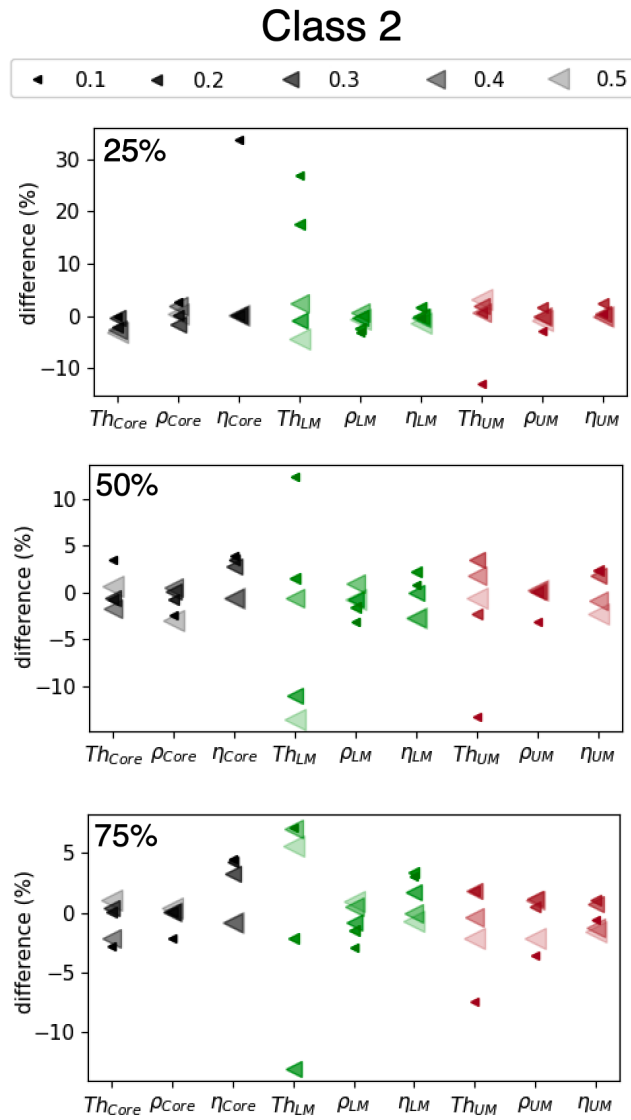 Class 2
0.1 0.2 0.3 0.4 0.5
25%
difference (%)
30
20
10
0
−10
Th_Core ρ_Core η_Core Th_LM ρ_LM η_LM Th_UM ρ_UM η_UM
50%
difference (%)
10
5
0
−5
−10
Th_Core ρ_Core η_Core Th_LM ρ_LM η_LM Th_UM ρ_UM η_UM
75%
difference (%)
5
0
−5
−10
Th_Core ρ_Core η_Core Th_LM ρ_LM η_LM Th_UM ρ_UM η_UM